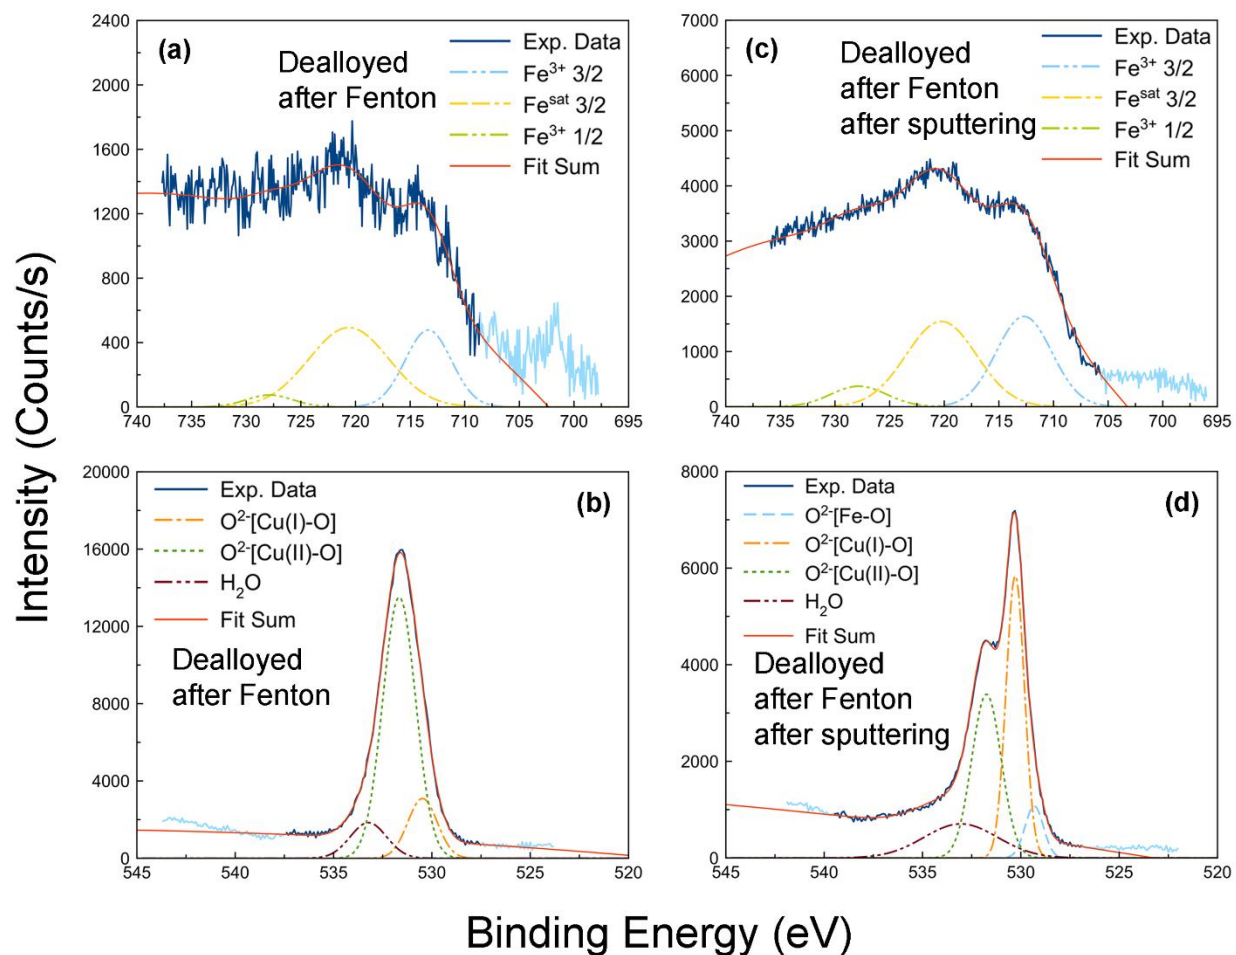 Intensity (Counts/s)
(a)
Dealloyed
after Fenton
Exp. Data
Fe³⁺ 3/2
Feˢᵃᵗ 3/2
Fe³⁺ 1/2
Fit Sum
2400
2000
1600
1200
800
400
0
740 735 730 725 720 715 710 705 700 695
(c)
Dealloyed
after Fenton
after sputtering
Exp. Data
Fe³⁺ 3/2
Feˢᵃᵗ 3/2
Fe³⁺ 1/2
Fit Sum
7000
6000
5000
4000
3000
2000
1000
0
740 735 730 725 720 715 710 705 700 695
(b)
Exp. Data
O²⁻[Cu(I)-O]
O²⁻[Cu(II)-O]
H₂O
Fit Sum
Dealloyed
after Fenton
20000
16000
12000
8000
4000
0
545 540 535 530 525 520
(d)
Exp. Data
O²⁻[Fe-O]
O²⁻[Cu(I)-O]
O²⁻[Cu(II)-O]
H₂O
Fit Sum
Dealloyed
after Fenton
after sputtering
8000
6000
4000
2000
0
545 540 535 530 525 520
Binding Energy (eV)